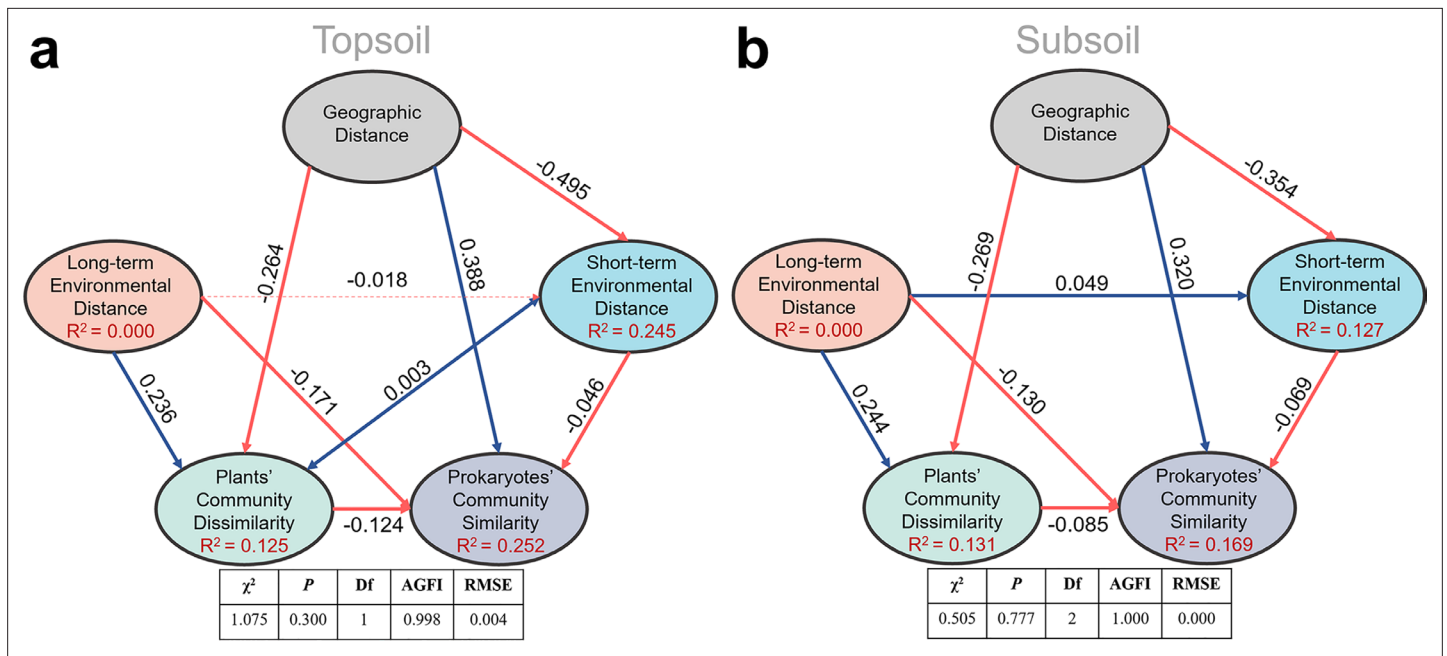 a
Topsoil
Geographic
Distance
-0.495
-0.264
0.388
Long-term
Environmental
Distance
R² = 0.000
-0.018
Short-term
Environmental
Distance
R² = 0.245
0.236
-0.171
0.003
-0.046
Plants’
Community
Dissimilarity
R² = 0.125
-0.124
Prokaryotes’
Community
Similarity
R² = 0.252
χ² P Df AGFI RMSE
1.075 0.300 1 0.998 0.004
b
Subsoil
Geographic
Distance
-0.354
-0.269
0.320
Long-term
Environmental
Distance
R² = 0.000
0.049
Short-term
Environmental
Distance
R² = 0.127
0.244
-0.130
-0.069
Plants’
Community
Dissimilarity
R² = 0.131
-0.085
Prokaryotes’
Community
Similarity
R² = 0.169
χ² P Df AGFI RMSE
0.505 0.777 2 1.000 0.000